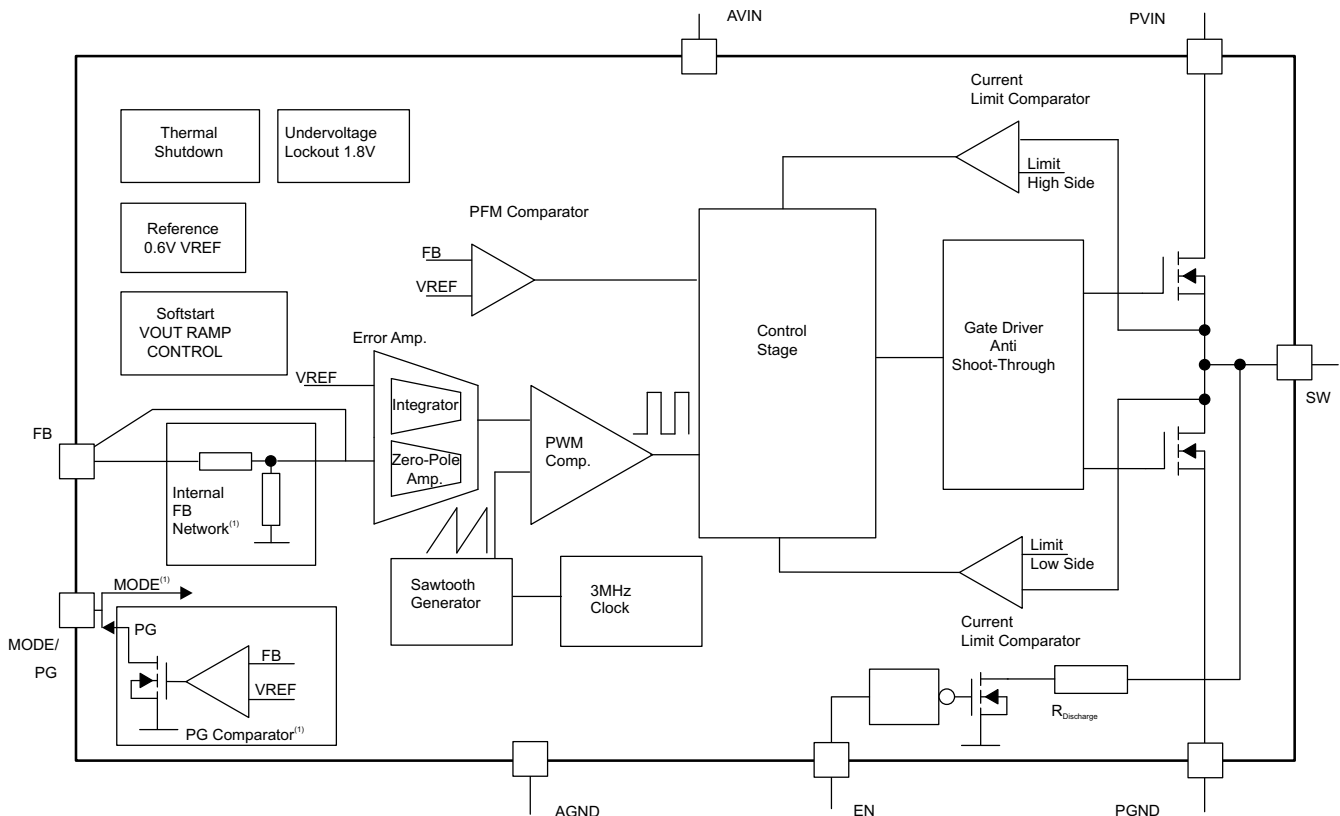 AVIN
PVIN
Current
Limit Comparator
Thermal
Shutdown
Undervoltage
Lockout 1.8V
Limit
High Side
Reference
0.6V VREF
PFM Comparator
FB
VREF
Softstart
VOUT RAMP
CONTROL
Error Amp.
VREF
Integrator
Zero-Pole
Amp.
PWM
Comp.
Control
Stage
Gate Driver
Anti
Shoot-Through
SW
FB
Internal
FB
Network(1)
Sawtooth
Generator
3MHz
Clock
Limit
Low Side
Current
Limit Comparator
MODE(1)
PG
MODE/
PG
FB
VREF
PG Comparator(1)
RDischarge
AGND
EN
PGND